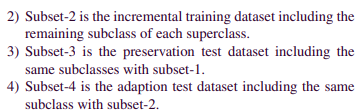 2) Subset-2 is the incremental training dataset including the
remaining subclass of each superclass.
3) Subset-3 is the preservation test dataset including the
same subclasses with subset-1.
4) Subset-4 is the adaption test dataset including the same
subclass with subset-2.